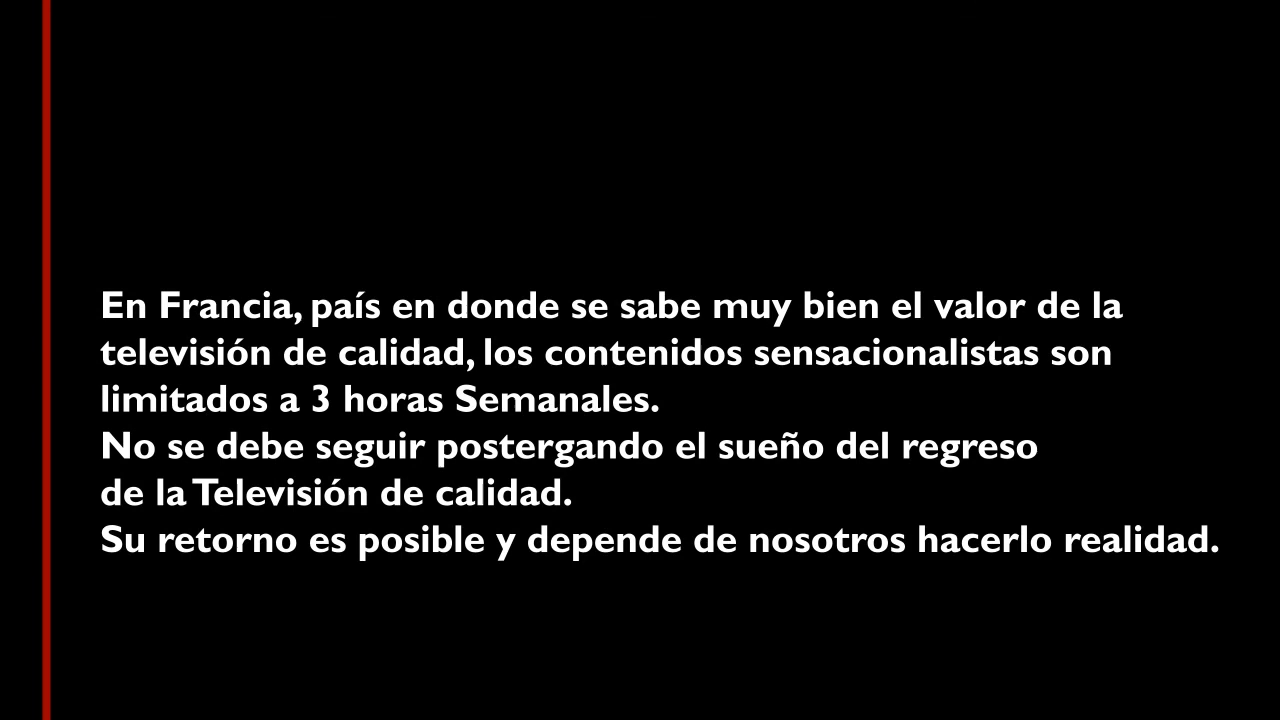 En Francia, país en donde se sabe muy bien el valor de la
televisión de calidad, los contenidos sensacionalistas son
limitados a 3 horas Semanales.
No se debe seguir postergando el sueño del regreso
de la Televisión de calidad.
Su retorno es posible y depende de nosotros hacerlo realidad.